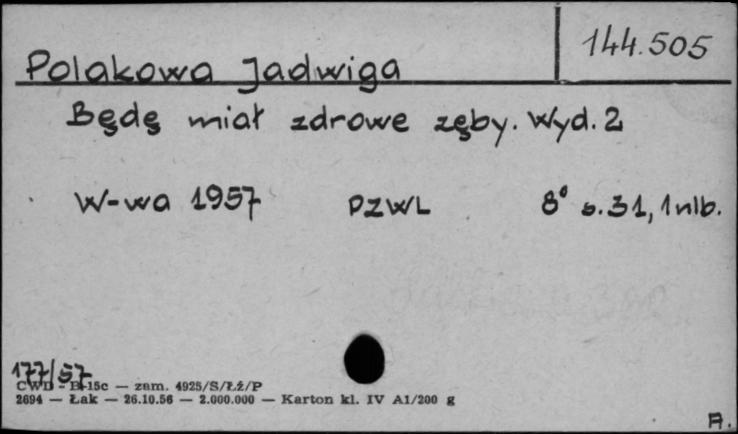 144.505
Polakowa Jadwiga
Będę miał zdrowe zęby. Wyd. 2
W-wa 1957 PZWL 8° s. 31, 1 nlb.
177/57
CWD - B-15c — zam. 4925/S/Łź/P
2694 — Łak — 26.10.56 — 2.000.000 — Karton kl. IV A1/200 g
A.